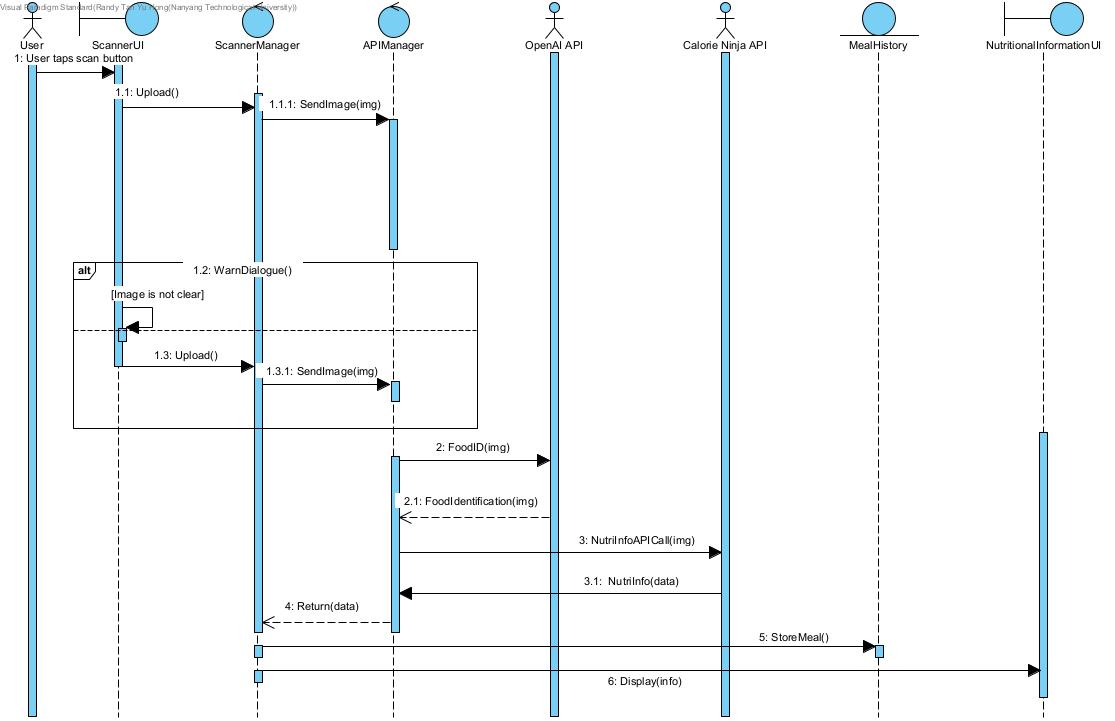 Visual Paradigm Standard(Randy Tan Yu Hong(Nanyang Technological University))
User
ScannerUI
ScannerManager
APIManager
OpenAI API
Calorie Ninja API
MealHistory
NutritionalInformationUI
1: User taps scan button
1.1: Upload()
1.1.1: SendImage(img)
alt
1.2: WarnDialogue()
[Image is not clear]
1.3: Upload()
1.3.1: SendImage(img)
2: FoodID(img)
2.1: FoodIdentification(img)
3: NutriInfoAPICall(img)
3.1: NutriInfo(data)
4: Return(data)
5: StoreMeal()
6: Display(info)